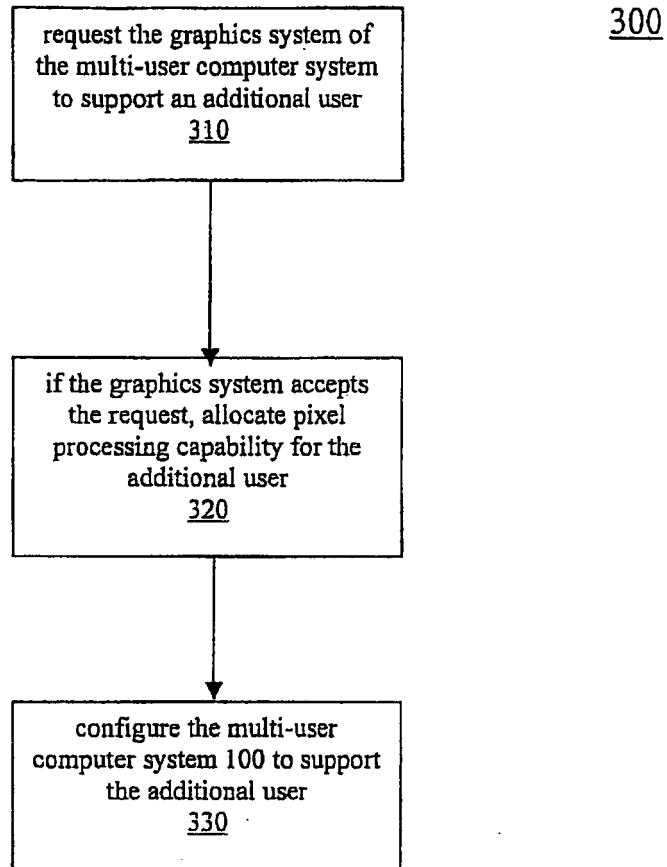 300
request the graphics system of
the multi-user computer system
to support an additional user
310
if the graphics system accepts
the request, allocate pixel
processing capability for the
additional user
320
configure the multi-user
computer system 100 to support
the additional user
330